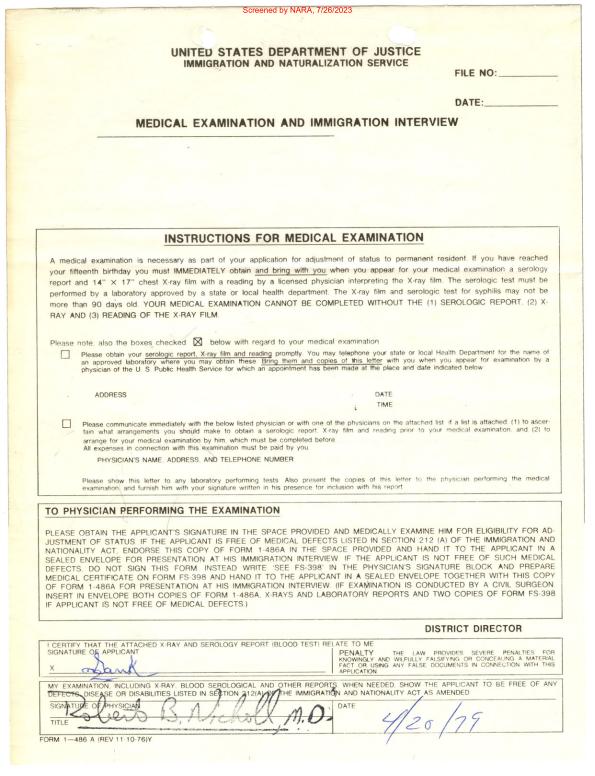 Screened by NARA, 7/26/2023
UNITED STATES DEPARTMENT OF JUSTICE
IMMIGRATION AND NATURALIZATION SERVICE
FILE NO:
DATE:
MEDICAL EXAMINATION AND IMMIGRATION INTERVIEW
INSTRUCTIONS FOR MEDICAL EXAMINATION
A medical examination is necessary as part of your application for adjustment of status to permanent resident. If you have reached
your fifteenth birthday you must IMMEDIATELY obtain and bring with you when you appear for your medical examination a serology
report and 14" X 17" chest X-ray film with a reading by a licensed physician interpreting the X-ray film. The serologic test must be
performed by a laboratory approved by a state or local health department. The X-ray film and serologic test for syphilis may not be
more than 90 days old. YOUR MEDICAL EXAMINATION CANNOT BE COMPLETED WITHOUT THE (1) SEROLOGIC REPORT, (2) X-
RAY AND (3) READING OF THE X-RAY FILM.
Please note, also the boxes checked ☒ below with regard to your medical examination
☐ Please obtain your serologic report, X-ray film and reading promptly. You may telephone your state or local Health Department for the name of
an approved laboratory where you may obtain these. Bring them and copies of this letter with you when you appear for examination by a
physician of the U. S. Public Health Service for which an appointment has been made at the place and date indicated below
ADDRESS DATE
TIME
☐ Please communicate immediately with the below listed physician or with one of the physicians on the attached list if a list is attached, (1) to ascer-
tain what arrangements you should make to obtain a serologic report, X-ray film and reading prior to your medical examination, and (2) to
arrange for your medical examination by him, which must be completed before
All expenses in connection with this examination must be paid by you.
PHYSICIAN'S NAME, ADDRESS, AND TELEPHONE NUMBER
Please show this letter to any laboratory performing tests. Also present the copies of this letter to the physician performing the medical
examination, and furnish him with your signature written in his presence for inclusion with his report
TO PHYSICIAN PERFORMING THE EXAMINATION
PLEASE OBTAIN THE APPLICANT'S SIGNATURE IN THE SPACE PROVIDED AND MEDICALLY EXAMINE HIM FOR ELIGIBILITY FOR AD-
JUSTMENT OF STATUS. IF THE APPLICANT IS FREE OF MEDICAL DEFECTS LISTED IN SECTION 212 (A) OF THE IMMIGRATION AND
NATIONALITY ACT, ENDORSE THIS COPY OF FORM 1-486A IN THE SPACE PROVIDED AND HAND IT TO THE APPLICANT IN A
SEALED ENVELOPE FOR PRESENTATION AT HIS IMMIGRATION INTERVIEW. IF THE APPLICANT IS NOT FREE OF SUCH MEDICAL
DEFECTS, DO NOT SIGN THIS FORM. INSTEAD WRITE 'SEE FS-398' IN THE PHYSICIAN'S SIGNATURE BLOCK AND PREPARE
MEDICAL CERTIFICATE ON FORM FS-398 AND HAND IT TO THE APPLICANT IN A SEALED ENVELOPE TOGETHER WITH THIS COPY
OF FORM 1-486A FOR PRESENTATION AT HIS IMMIGRATION INTERVIEW. (IF EXAMINATION IS CONDUCTED BY A CIVIL SURGEON,
INSERT IN ENVELOPE BOTH COPIES OF FORM 1-486A, X-RAYS AND LABORATORY REPORTS AND TWO COPIES OF FORM FS-398
IF APPLICANT IS NOT FREE OF MEDICAL DEFECTS.)
DISTRICT DIRECTOR
I CERTIFY THAT THE ATTACHED X-RAY AND SEROLOGY REPORT (BLOOD TEST) RELATE TO ME
SIGNATURE OF APPLICANT
X
PENALTY THE LAW PROVIDES SEVERE PENALTIES FOR
KNOWINGLY AND WILFULLY FALSIFYING OR CONCEALING A MATERIAL
FACT OR USING ANY FALSE DOCUMENTS IN CONNECTION WITH THIS
APPLICATION
MY EXAMINATION, INCLUDING X-RAY, BLOOD SEROLOGICAL AND OTHER REPORTS, WHEN NEEDED, SHOW THE APPLICANT TO BE FREE OF ANY
DEFECTS, DISEASE OR DISABILITIES LISTED IN SECTION 212(A) OF THE IMMIGRATION AND NATIONALITY ACT AS AMENDED
SIGNATURE OF PHYSICIAN
Robert B. Nicholl, M.D.
TITLE
DATE
4/20/79
FORM 1—486 A (REV 11-10-76)Y